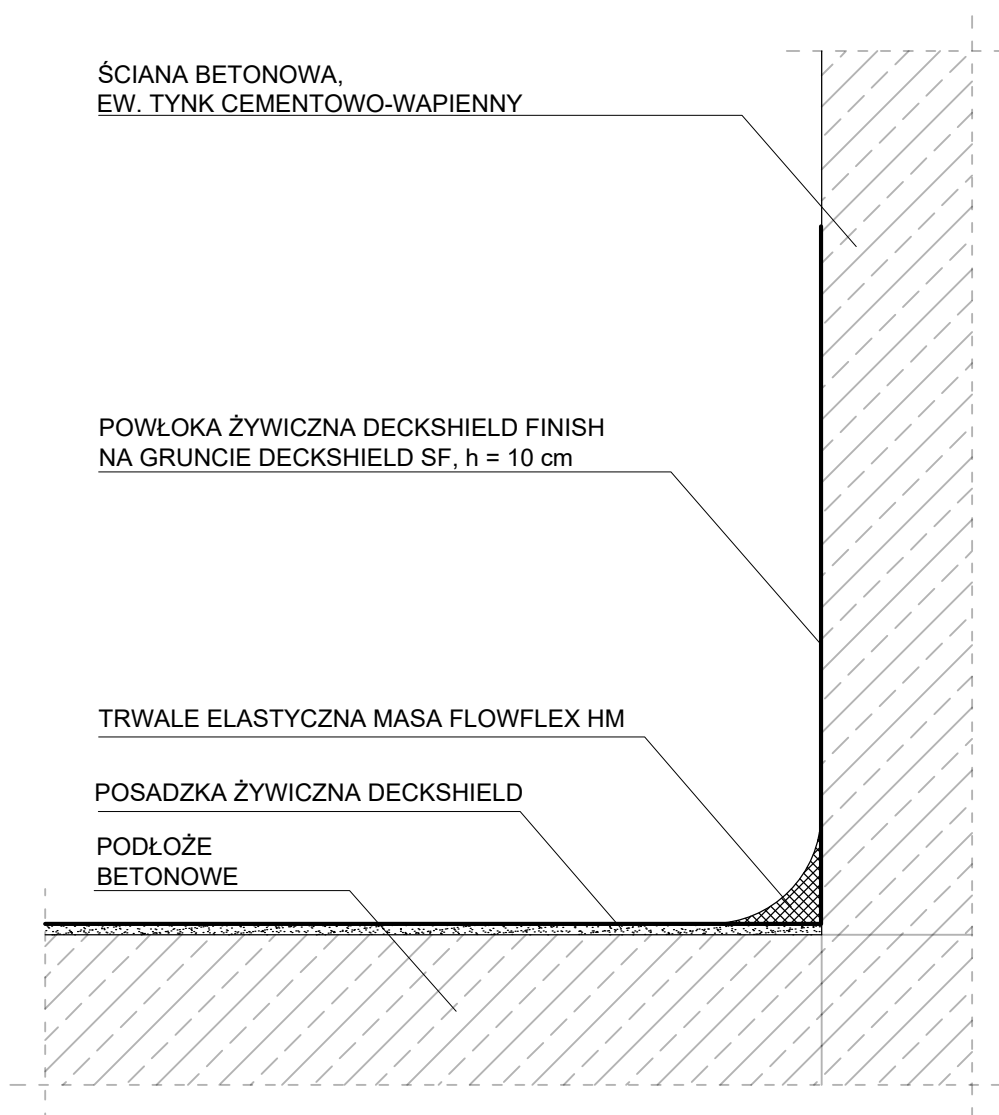 ŚCIANA BETONOWA,
EW. TYNK CEMENTOWO-WAPIENNY
POWŁOKA ŻYWICZNA DECKSHIELD FINISH
NA GRUNCIE DECKSHIELD SF, h = 10 cm
TRWALE ELASTYCZNA MASA FLOWFLEX HM
POSADZKA ŻYWICZNA DECKSHIELD
PODŁOŻE
BETONOWE